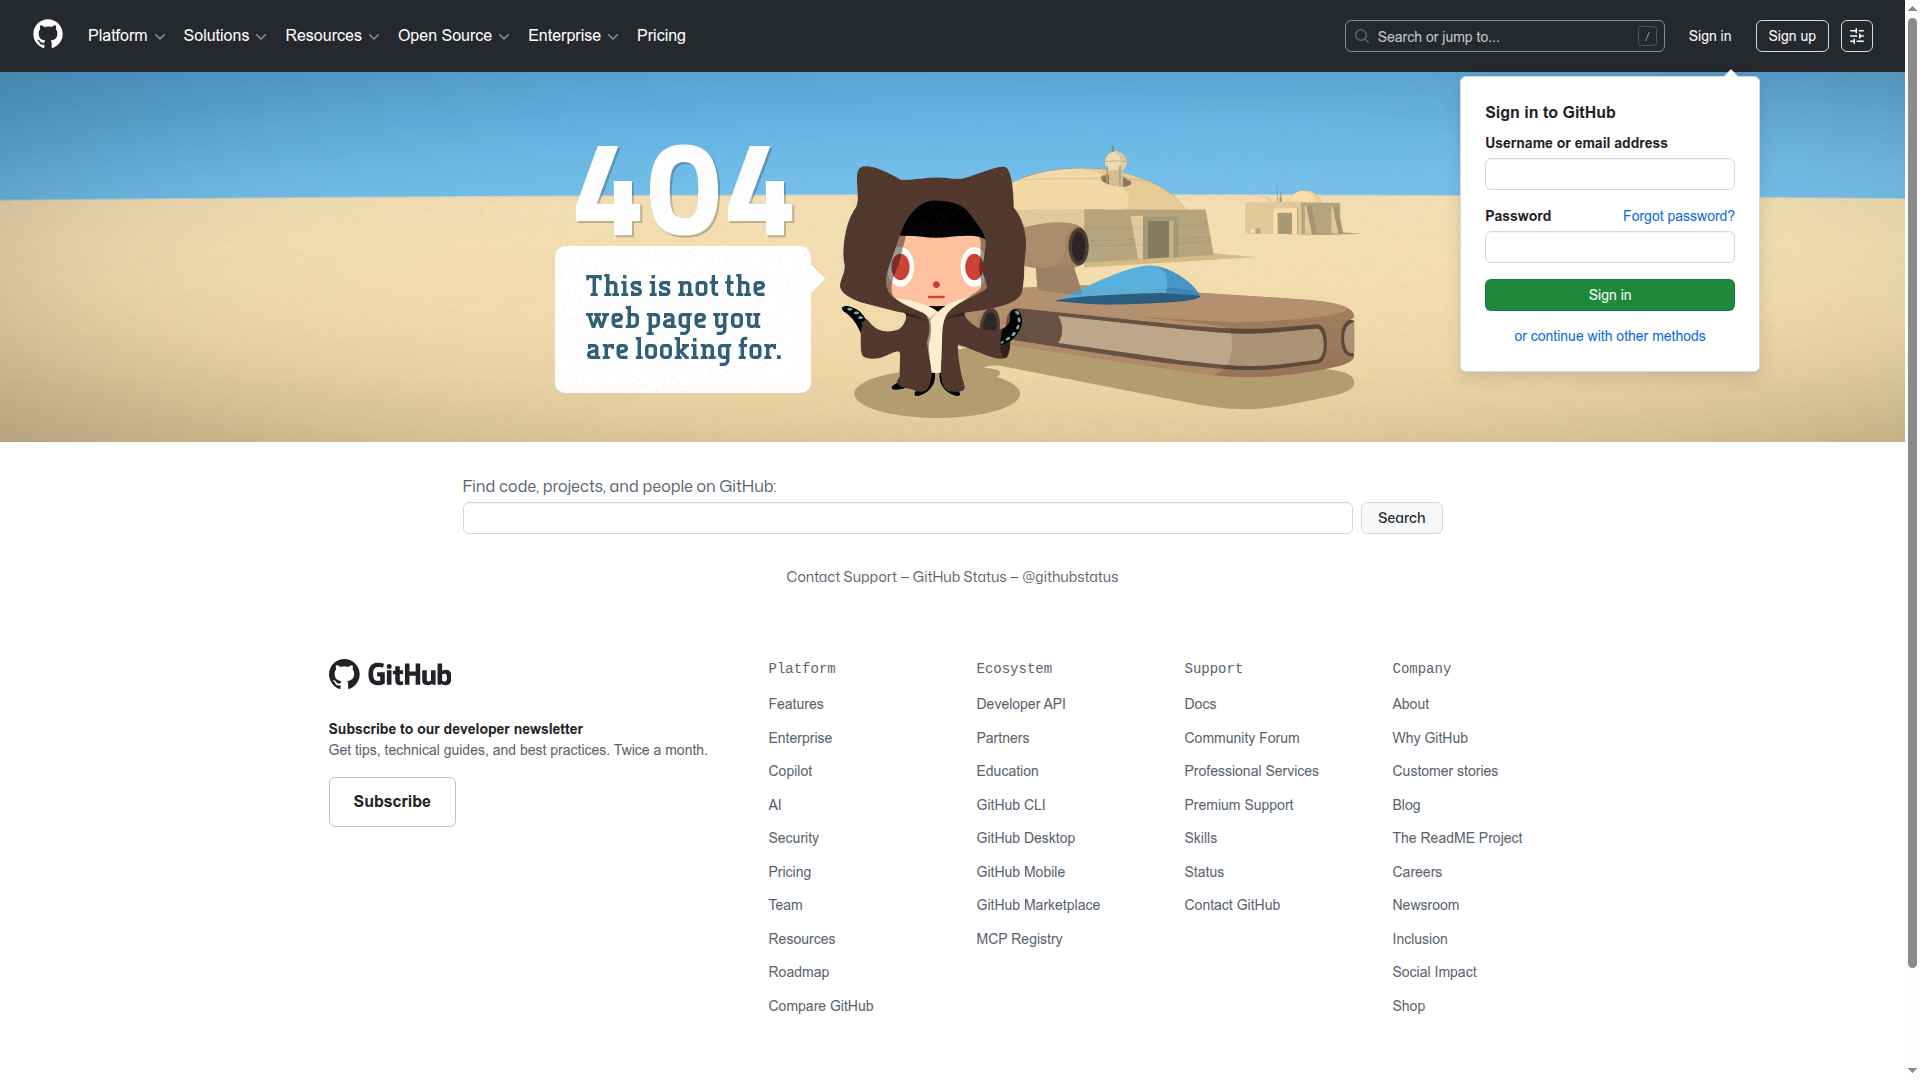 Platform
Solutions
Resources
Open Source
Enterprise
Pricing
Search or jump to...
/
Sign in
Sign up
404
This is not the
web page you
are looking for.
Sign in to GitHub
Username or email address
Password
Forgot password?
Sign in
or continue with other methods
Find code, projects, and people on GitHub:
Search
Contact Support – GitHub Status – @githubstatus
GitHub
Subscribe to our developer newsletter
Get tips, technical guides, and best practices. Twice a month.
Subscribe
Platform
Features
Enterprise
Copilot
AI
Security
Pricing
Team
Resources
Roadmap
Compare GitHub
Ecosystem
Developer API
Partners
Education
GitHub CLI
GitHub Desktop
GitHub Mobile
GitHub Marketplace
MCP Registry
Support
Docs
Community Forum
Professional Services
Premium Support
Skills
Status
Contact GitHub
Company
About
Why GitHub
Customer stories
Blog
The ReadME Project
Careers
Newsroom
Inclusion
Social Impact
Shop